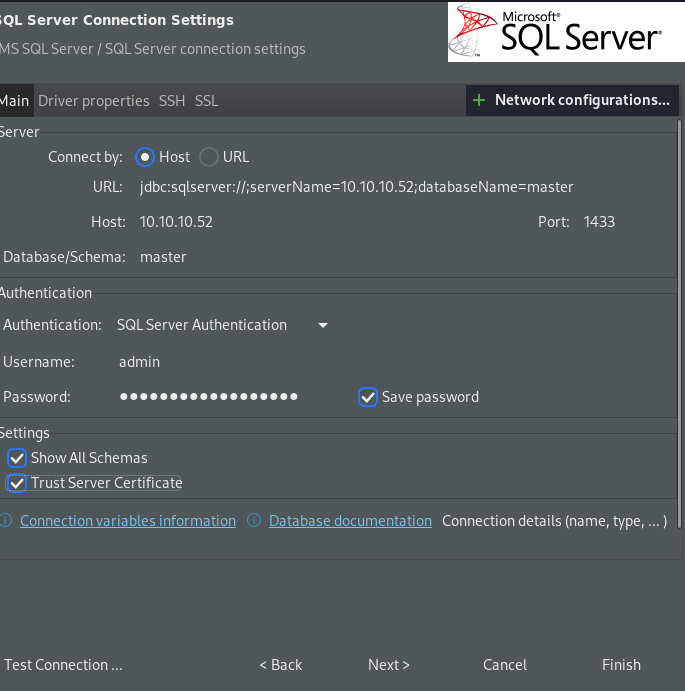 SQL Server Connection Settings
MS SQL Server / SQL Server connection settings
Microsoft®
SQL Server®
Main Driver properties SSH SSL + Network configurations...
Server
Connect by: Host URL
URL: jdbc:sqlserver://;serverName=10.10.10.52;databaseName=master
Host: 10.10.10.52 Port: 1433
Database/Schema: master
Authentication
Authentication: SQL Server Authentication
Username: admin
Password: ●●●●●●●●●●●●●●●●●● Save password
Settings
Show All Schemas
Trust Server Certificate
Connection variables information Database documentation Connection details (name, type, ... )
Test Connection ... < Back Next > Cancel Finish